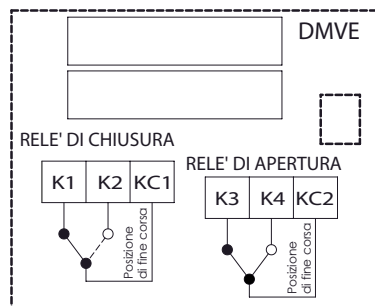 DMVE
RELE' DI CHIUSURA
K1 K2 KC1
Posizione
di fine corsa
RELE' DI APERTURA
K3 K4 KC2
Posizione
di fine corsa